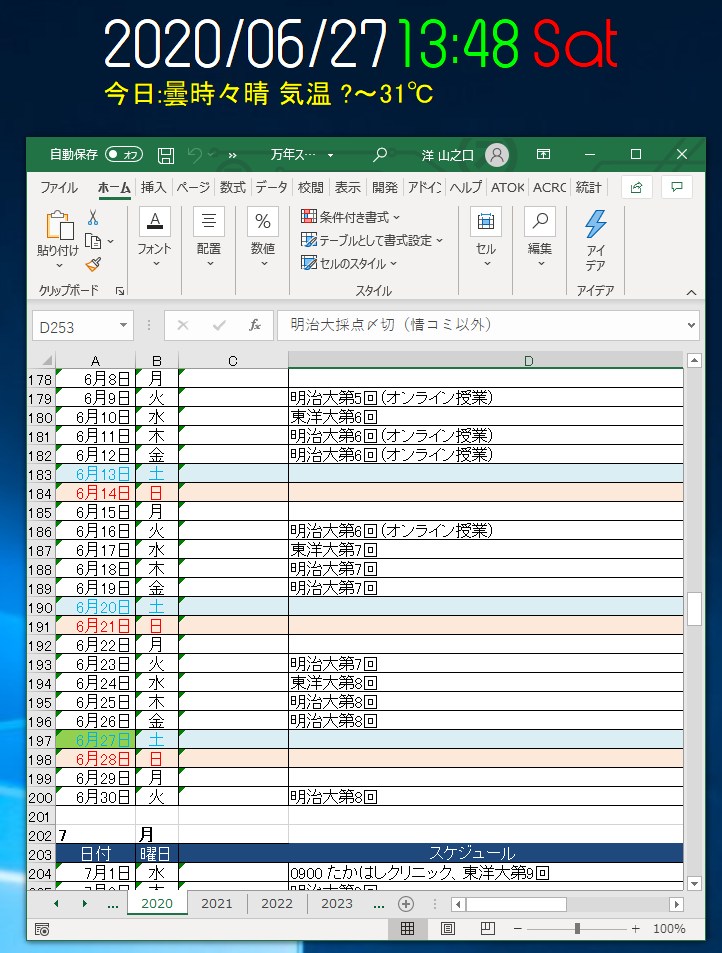 2020/06/27 13:48 Sat
今日:曇時々晴 気温 ?～31℃
自動保存 オフ 万年ス… 洋 山之口
ファイル ホーム 挿入 ページ 数式 データ 校閲 表示 開発 アドイン ヘルプ ATOK ACRC 統計
貼り付け フォント 配置 数値 条件付き書式 テーブルとして書式設定 セルのスタイル セル 編集 アイデア
クリップボード スタイル アイデア
D253 fx 明治大採点〆切（情コミ以外）
A B C D
178 6月8日 月
179 6月9日 火 明治大第5回（オンライン授業）
180 6月10日 水 東洋大第6回
181 6月11日 木 明治大第6回（オンライン授業）
182 6月12日 金 明治大第6回（オンライン授業）
183 6月13日 土
184 6月14日 日
185 6月15日 月
186 6月16日 火 明治大第6回（オンライン授業）
187 6月17日 水 東洋大第7回
188 6月18日 木 明治大第7回
189 6月19日 金 明治大第7回
190 6月20日 土
191 6月21日 日
192 6月22日 月
193 6月23日 火 明治大第7回
194 6月24日 水 東洋大第8回
195 6月25日 木 明治大第8回
196 6月26日 金 明治大第8回
197 6月27日 土
198 6月28日 日
199 6月29日 月
200 6月30日 火 明治大第8回
201
202 7 月
203 日付 曜日 スケジュール
204 7月1日 水 0900 たかはしクリニック、東洋大第9回
... 2020 2021 2022 2023 ...
100%